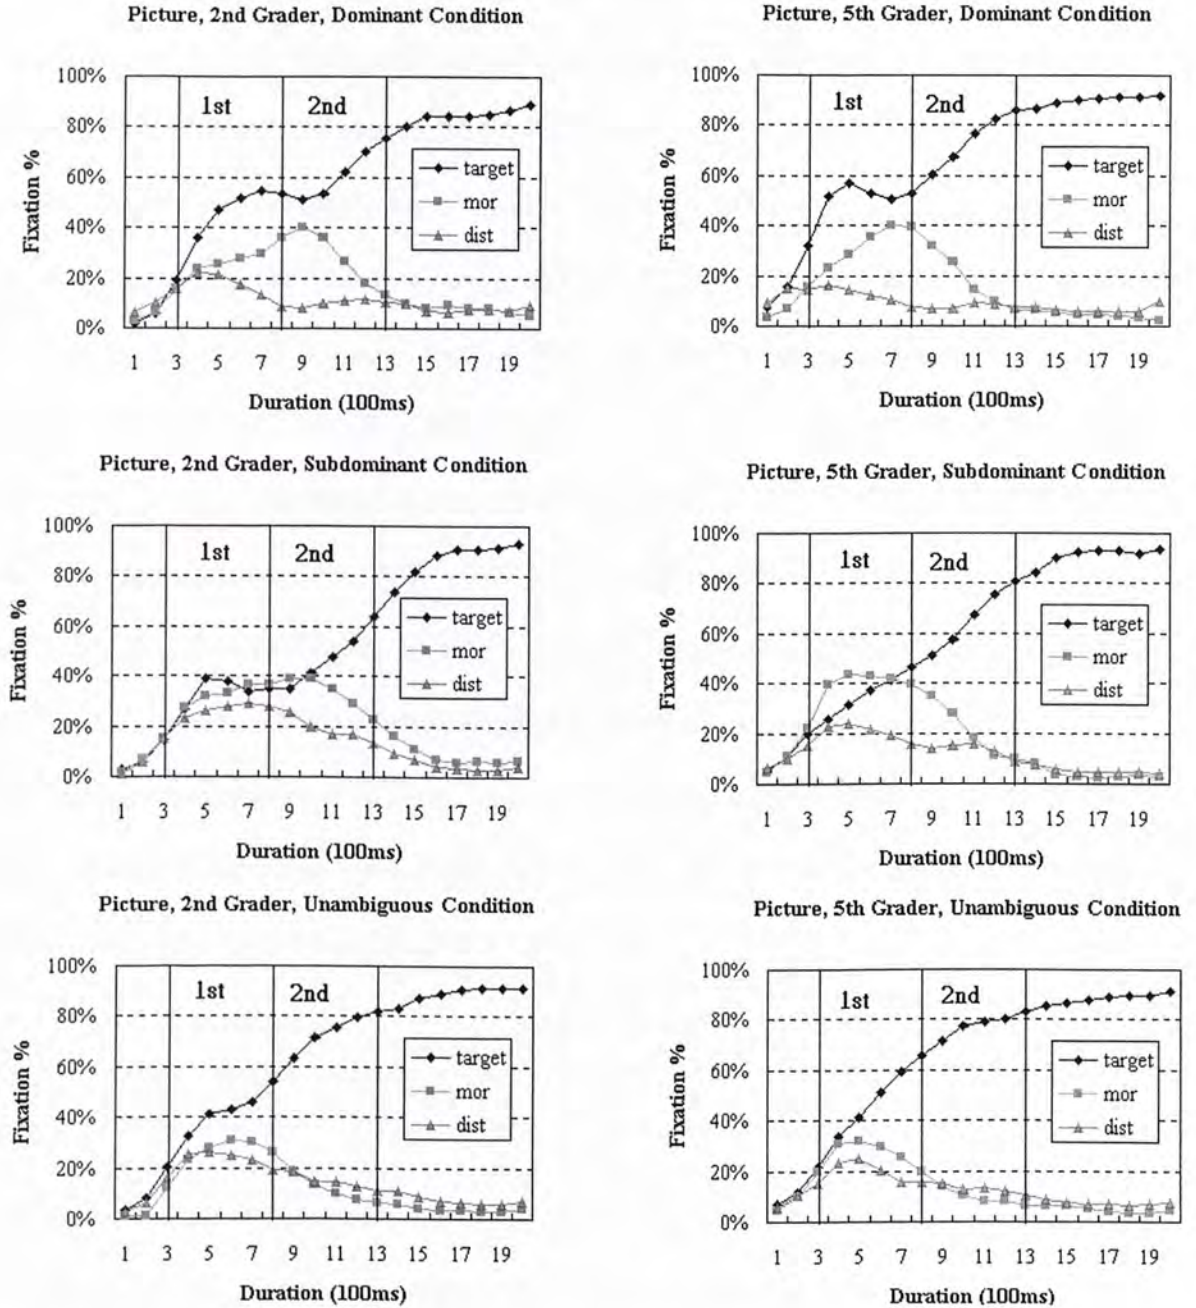 Picture, 2nd Grader, Dominant Condition
100%
80%
60%
40%
20%
0%
Fixation %
1st
2nd
target
mor
dist
1 3 5 7 9 11 13 15 17 19
Duration (100ms)
Picture, 5th Grader, Dominant Condition
100%
80%
60%
40%
20%
0%
Fixation %
1st
2nd
target
mor
dist
1 3 5 7 9 11 13 15 17 19
Duration (100ms)
Picture, 2nd Grader, Subdominant Condition
100%
80%
60%
40%
20%
0%
Fixation %
1st
2nd
target
mor
dist
1 3 5 7 9 11 13 15 17 19
Duration (100ms)
Picture, 5th Grader, Subdominant Condition
100%
80%
60%
40%
20%
0%
Fixation %
1st
2nd
target
mor
dist
1 3 5 7 9 11 13 15 17 19
Duration (100ms)
Picture, 2nd Grader, Unambiguous Condition
100%
80%
60%
40%
20%
0%
Fixation %
1st
2nd
target
mor
dist
1 3 5 7 9 11 13 15 17 19
Duration (100ms)
Picture, 5th Grader, Unambiguous Condition
100%
80%
60%
40%
20%
0%
Fixation %
1st
2nd
target
mor
dist
1 3 5 7 9 11 13 15 17 19
Duration (100ms)